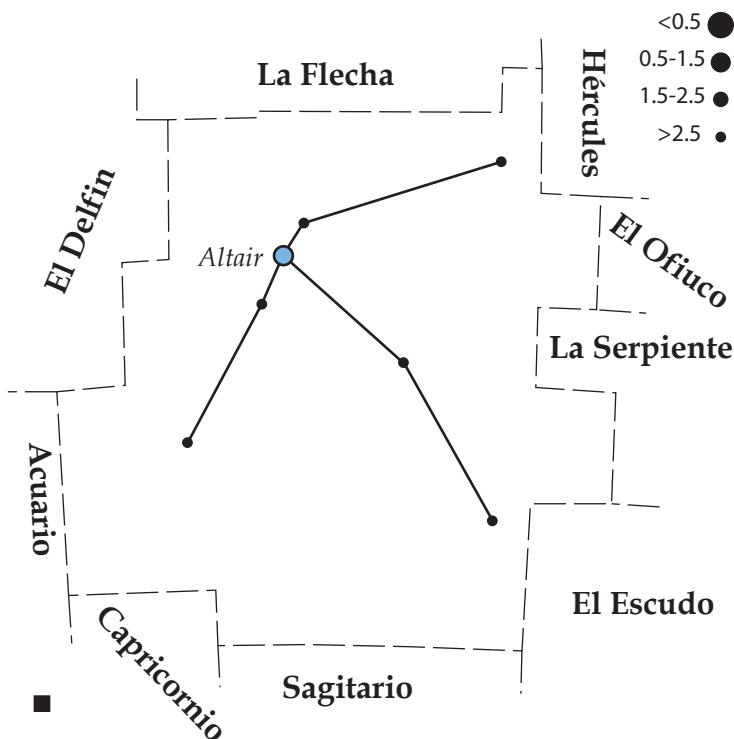 <0.5
0.5-1.5
1.5-2.5
>2.5
La Flecha
Hércules
El Delfin
El Ofiuco
Altair
La Serpiente
Acuario
El Escudo
Capricornio
Sagitario